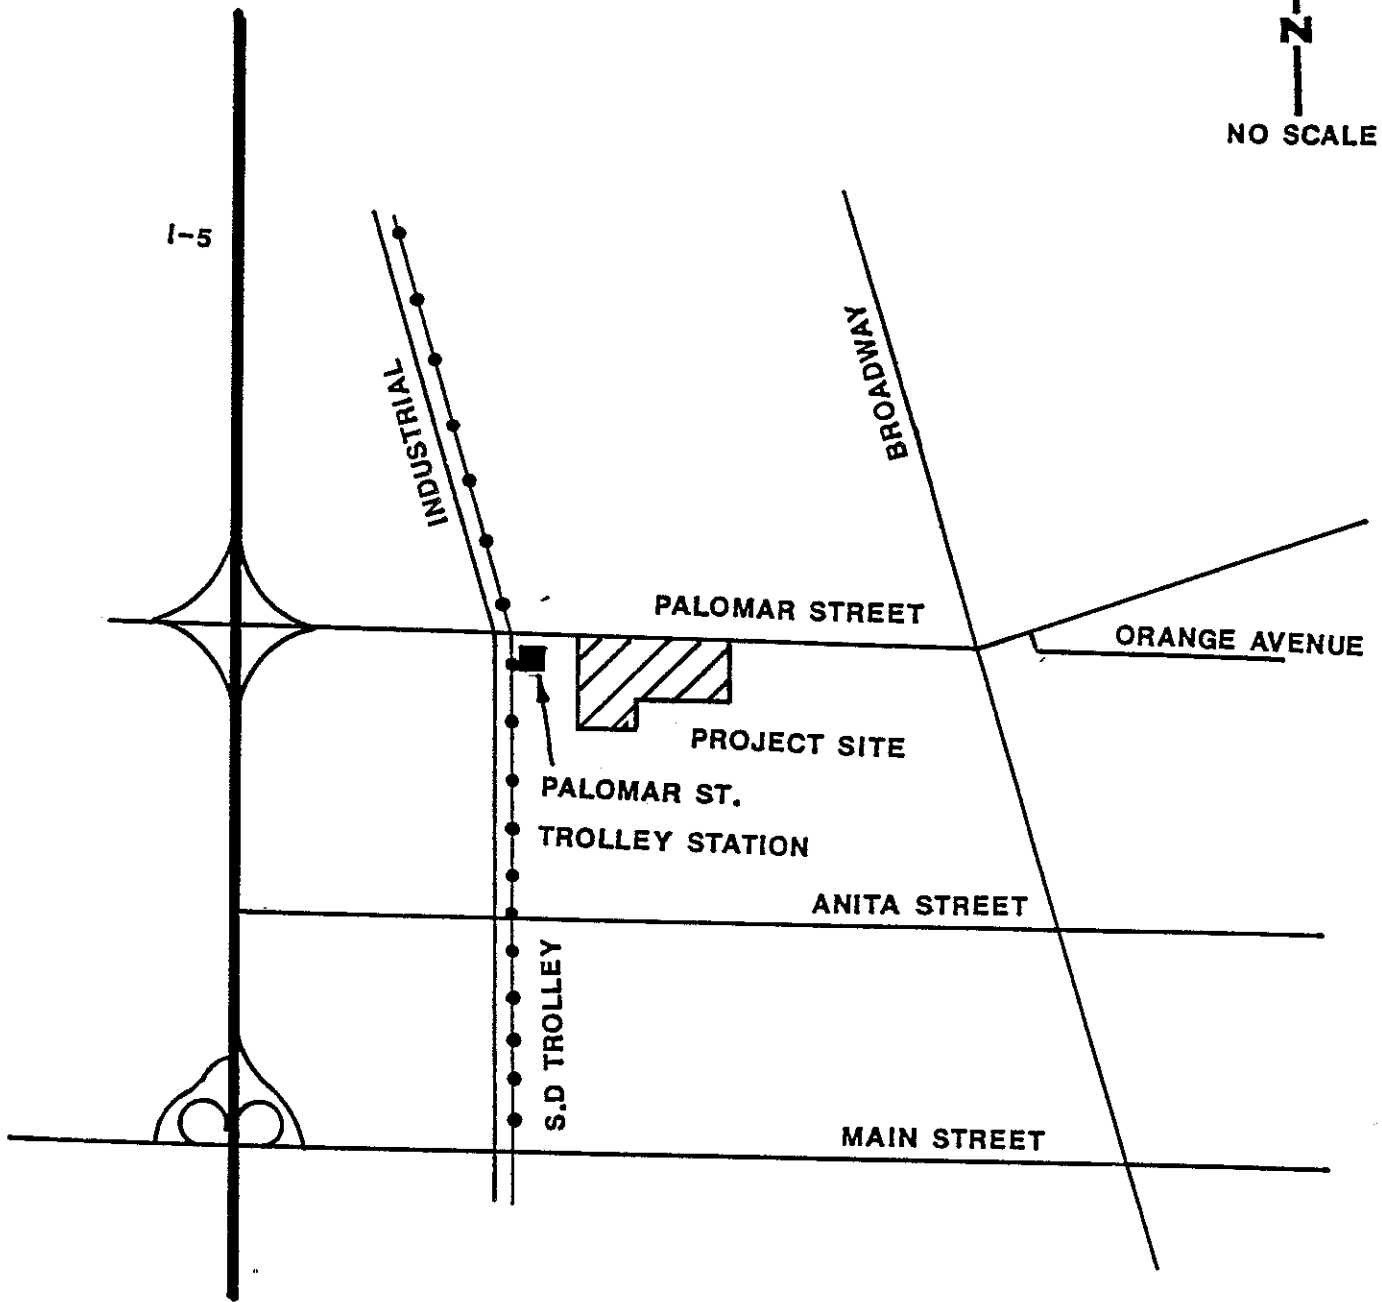 N
NO SCALE
I-5
INDUSTRIAL
BROADWAY
PALOMAR STREET
ORANGE AVENUE
PROJECT SITE
PALOMAR ST.
TROLLEY STATION
ANITA STREET
S.D TROLLEY
MAIN STREET